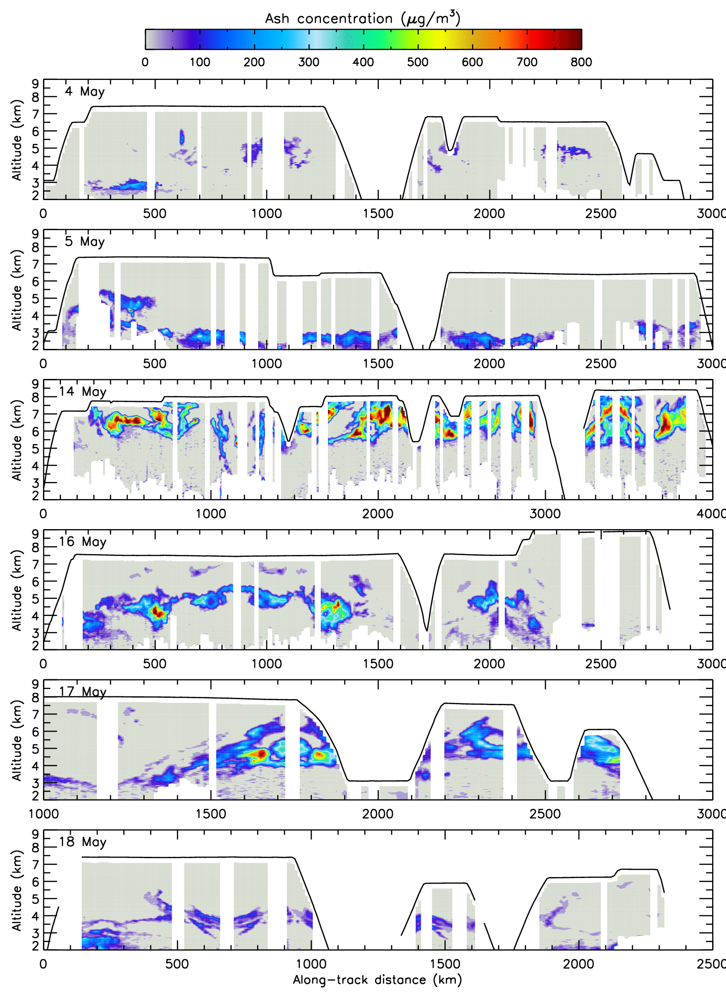 Ash concentration (μg/m³)
0 100 200 300 400 500 600 700 800
4 May
Altitude (km)
9
8
7
6
5
4
3
2
0 500 1000 1500 2000 2500 3000
5 May
Altitude (km)
9
8
7
6
5
4
3
2
0 500 1000 1500 2000 2500 3000
14 May
Altitude (km)
9
8
7
6
5
4
3
2
0 1000 2000 3000 4000
16 May
Altitude (km)
9
8
7
6
5
4
3
2
0 500 1000 1500 2000 2500 3000
17 May
Altitude (km)
9
8
7
6
5
4
3
2
1000 1500 2000 2500 3000
18 May
Altitude (km)
9
8
7
6
5
4
3
2
0 500 1000 1500 2000 2500
Along-track distance (km)